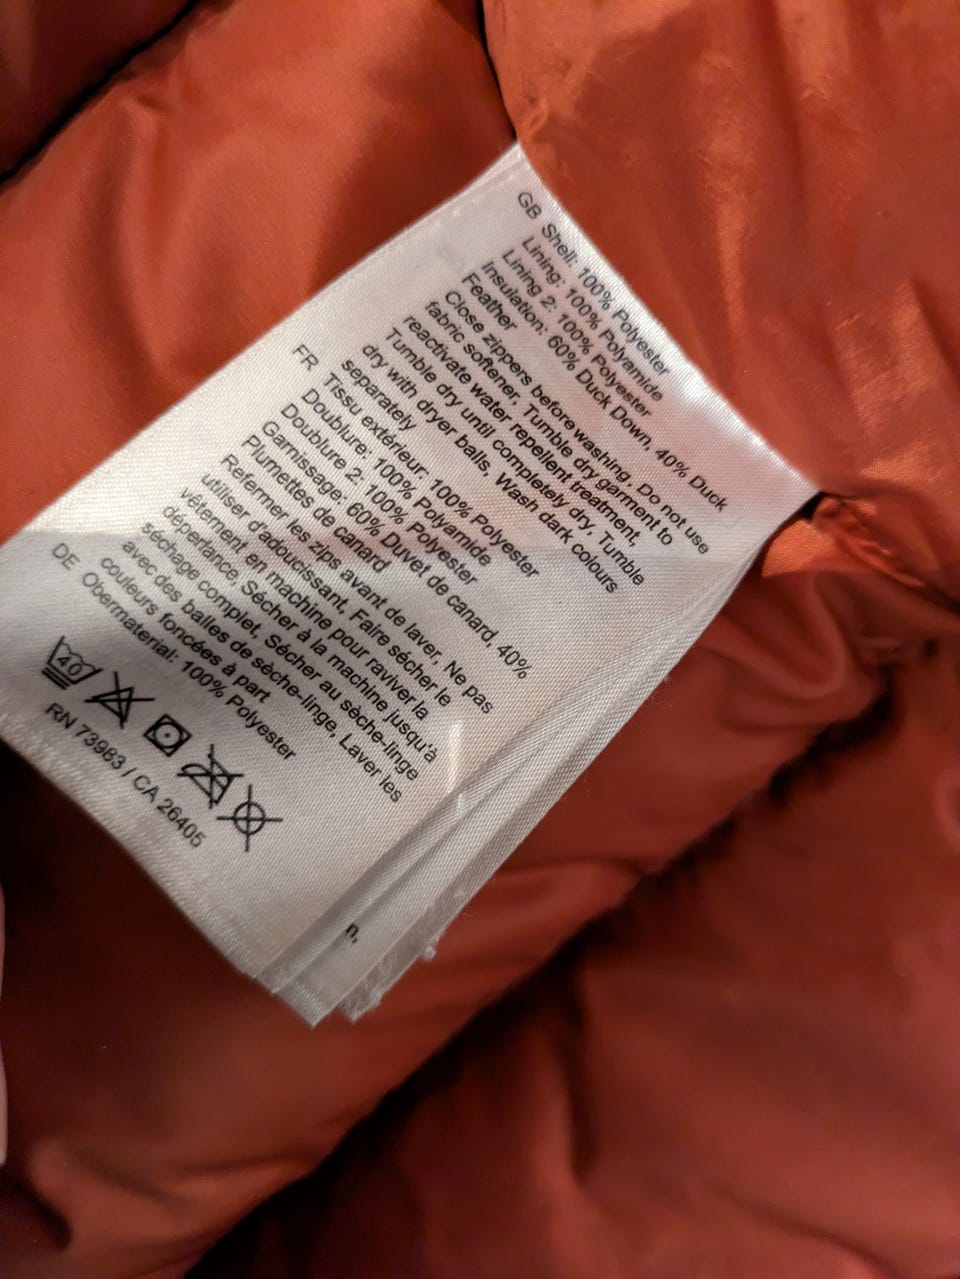 GB Shell: 100% Polyester
Lining: 100% Polyamide
Lining 2: 100% Polyester
Insulation: 60% Duck Down, 40% Duck
Feather
Close zippers before washing, Do not use
fabric softener, Tumble dry garment to
reactivate water repellent treatment,
Tumble dry until completely dry, Tumble
dry with dryer balls, Wash dark colours
separately
FR Tissu extérieur: 100% Polyester
Doublure: 100% Polyamide
Doublure 2: 100% Polyester
Garnissage: 60% Duvet de canard, 40%
Plumettes de canard
Refermer les zips avant de laver, Ne pas
utiliser d'adoucissant, Faire sécher le
vêtement en machine pour raviver la
déperlance, Sécher à la machine jusqu'à
séchage complet, Sécher au sèche-linge
avec des balles de sèche-linge, Laver les
couleurs foncées à part
DE Obermaterial: 100% Polyester
40
RN 73983 / CA 26405
n,